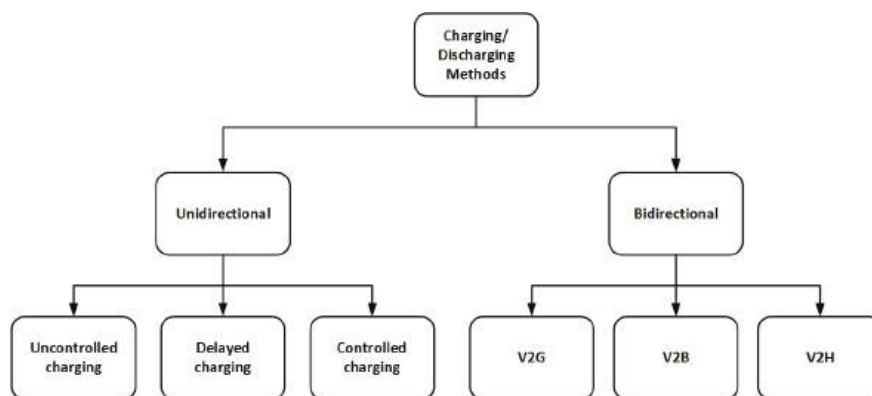 Charging/
Discharging
Methods
Unidirectional
Bidirectional
Uncontrolled
charging
Delayed
charging
Controlled
charging
V2G
V2B
V2H